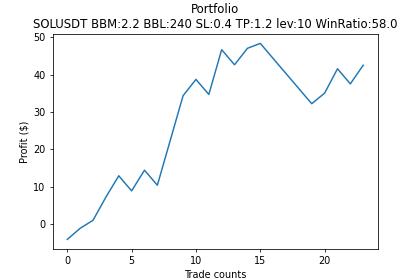 Portfolio
SOLUSDT BBM:2.2 BBL:240 SL:0.4 TP:1.2 lev:10 WinRatio:58.0
50
40
30
20
10
0
Profit ($)
0 5 10 15 20
Trade counts